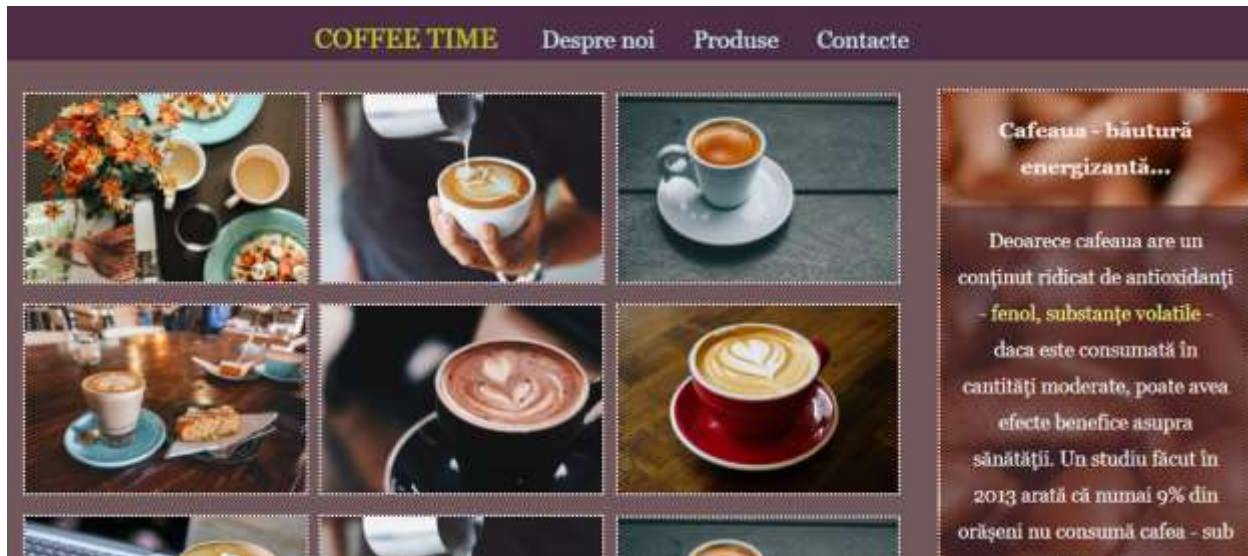 COFFEE TIME Despre noi Produse Contacte
Cafeaua - băutură
energizantă...
Deoarece cafeaua are un
conținut ridicat de antioxidanți
- fenol, substanțe volatile -
daca este consumată în
cantități moderate, poate avea
efecte benefice asupra
sănătății. Un studiu făcut în
2013 arată că numai 9% din
orășeni nu consumă cafea - sub